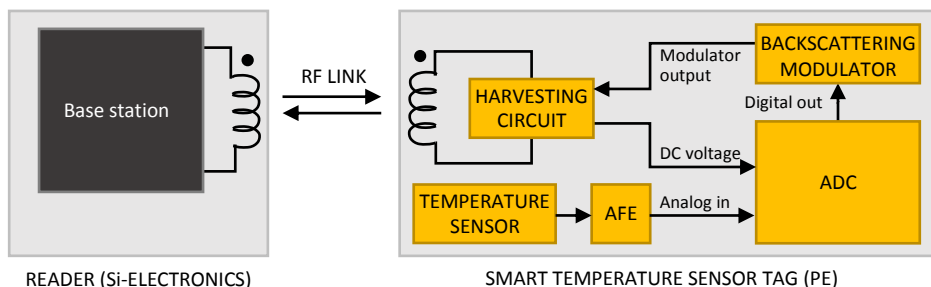 Base station
RF LINK
HARVESTING
CIRCUIT
Modulator
output
BACKSCATTERING
MODULATOR
Digital out
DC voltage
ADC
TEMPERATURE
SENSOR
AFE
Analog in
READER (Si-ELECTRONICS)
SMART TEMPERATURE SENSOR TAG (PE)